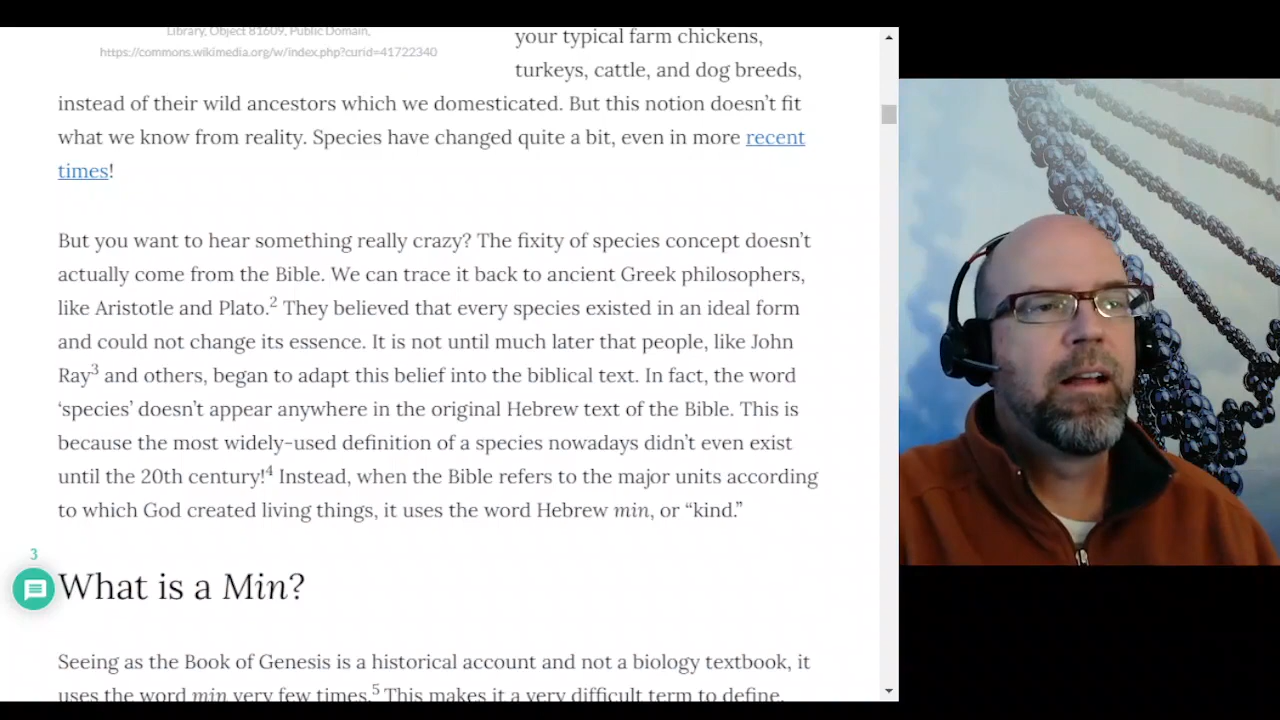 Library, Object 81609, Public Domain,
https://commons.wikimedia.org/w/index.php?curid=41722340
your typical farm chickens,
turkeys, cattle, and dog breeds,
instead of their wild ancestors which we domesticated. But this notion doesn’t fit
what we know from reality. Species have changed quite a bit, even in more recent
times!
But you want to hear something really crazy? The fixity of species concept doesn’t
actually come from the Bible. We can trace it back to ancient Greek philosophers,
like Aristotle and Plato.2 They believed that every species existed in an ideal form
and could not change its essence. It is not until much later that people, like John
Ray3 and others, began to adapt this belief into the biblical text. In fact, the word
‘species’ doesn’t appear anywhere in the original Hebrew text of the Bible. This is
because the most widely-used definition of a species nowadays didn’t even exist
until the 20th century!4 Instead, when the Bible refers to the major units according
to which God created living things, it uses the word Hebrew min, or “kind.”
3
What is a Min?
Seeing as the Book of Genesis is a historical account and not a biology textbook, it
uses the word min very few times.5 This makes it a very difficult term to define.